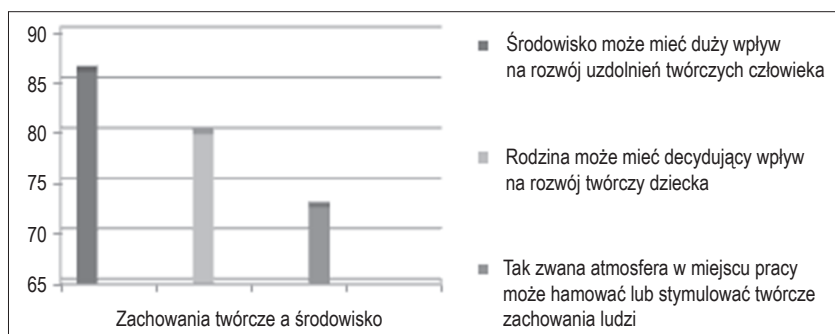 90
85
80
75
70
65
Zachowania twórcze a środowisko
Środowisko może mieć duży wpływ
na rozwój uzdolnień twórczych człowieka
Rodzina może mieć decydujący wpływ
na rozwój twórczy dziecka
Tak zwana atmosfera w miejscu pracy
może hamować lub stymulować twórcze
zachowania ludzi